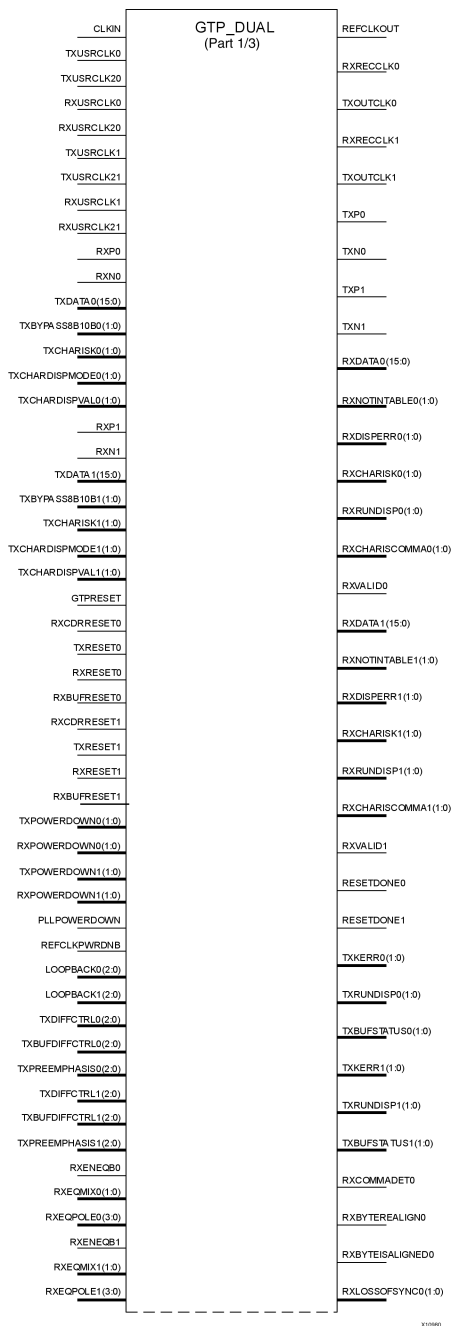 GTP_DUAL
(Part 1/3)
CLKIN
TXUSRCLK0
TXUSRCLK20
RXUSRCLK0
RXUSRCLK20
TXUSRCLK1
TXUSRCLK21
RXUSRCLK1
RXUSRCLK21
RXP0
RXN0
TXDATA0(15:0)
TXBYPASS8B10B0(1:0)
TXCHARISK0(1:0)
TXCHARDISPMODE0(1:0)
TXCHARDISPVAL0(1:0)
RXP1
RXN1
TXDATA1(15:0)
TXBYPASS8B10B1(1:0)
TXCHARISK1(1:0)
TXCHARDISPMODE1(1:0)
TXCHARDISPVAL1(1:0)
GTPRESET
RXCDRRESET0
TXRESET0
RXRESET0
RXBUFRESET0
RXCDRRESET1
TXRESET1
RXRESET1
RXBUFRESET1
TXPOWERDOWN0(1:0)
RXPOWERDOWN0(1:0)
TXPOWERDOWN1(1:0)
RXPOWERDOWN1(1:0)
PLLPOWERDOWN
REFCLKPWRDNB
LOOPBACK0(2:0)
LOOPBACK1(2:0)
TXDIFFCTRL0(2:0)
TXBUFDIFFCTRL0(2:0)
TXPREEMPHASIS0(2:0)
TXDIFFCTRL1(2:0)
TXBUFDIFFCTRL1(2:0)
TXPREEMPHASIS1(2:0)
RXENEQB0
RXEQMIX0(1:0)
RXEQPOLE0(3:0)
RXENEQB1
RXEQMIX1(1:0)
RXEQPOLE1(3:0)
REFCLKOUT
RXRECCLK0
TXOUTCLK0
RXRECCLK1
TXOUTCLK1
TXP0
TXN0
TXP1
TXN1
RXDATA0(15:0)
RXNOTINTABLE0(1:0)
RXDISPERR0(1:0)
RXCHARISK0(1:0)
RXRUNDISP0(1:0)
RXCHARISCOMMA0(1:0)
RXVALID0
RXDATA1(15:0)
RXNOTINTABLE1(1:0)
RXDISPERR1(1:0)
RXCHARISK1(1:0)
RXRUNDISP1(1:0)
RXCHARISCOMMA1(1:0)
RXVALID1
RESETDONE0
RESETDONE1
TXKERR0(1:0)
TXRUNDISP0(1:0)
TXBUFSTATUS0(1:0)
TXKERR1(1:0)
TXRUNDISP1(1:0)
TXBUFSTATUS1(1:0)
RXCOMMADET0
RXBYTEREALIGN0
RXBYTEISALIGNED0
RXLOSSOFSYNC0(1:0)
X10980